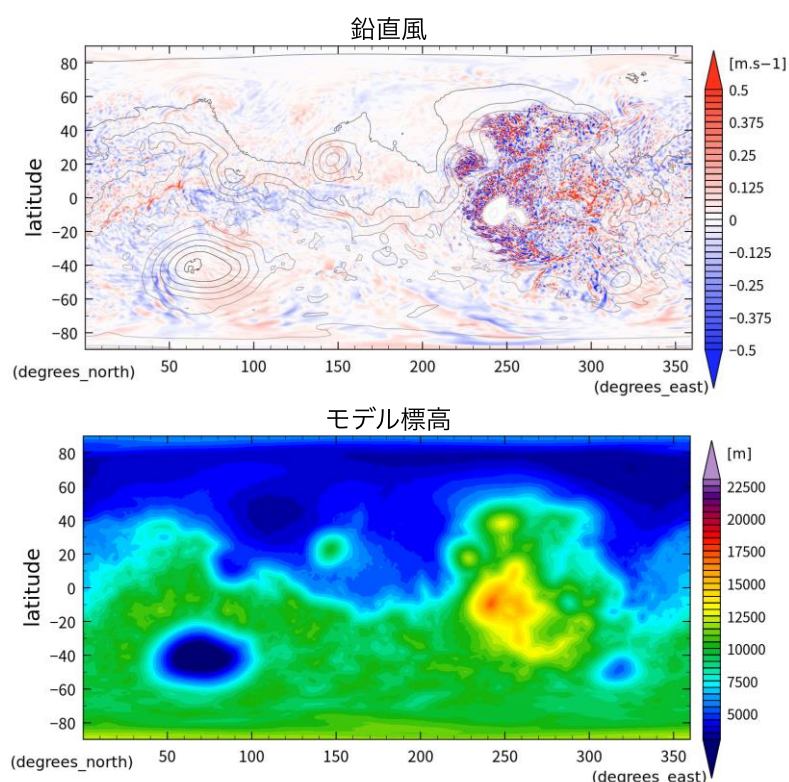 鉛直風
[m.s−1]
80
60
40
20
0
−20
−40
−60
−80
latitude
0.5
0.375
0.25
0.125
0
−0.125
−0.25
−0.375
−0.5
50 100 150 200 250 300 350
(degrees_north)
(degrees_east)
モデル標高
[m]
80
60
40
20
0
−20
−40
−60
−80
latitude
22500
20000
17500
15000
12500
10000
7500
5000
50 100 150 200 250 300 350
(degrees_north)
(degrees_east)